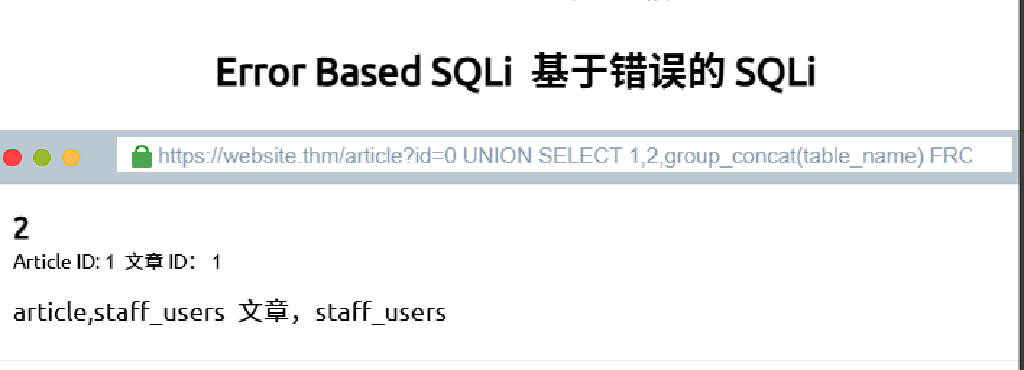 Error Based SQLi 基于错误的 SQLi
https://website.thm/article?id=0 UNION SELECT 1,2,group_concat(table_name) FRO
2
Article ID: 1 文章 ID： 1
article,staff_users 文章，staff_users